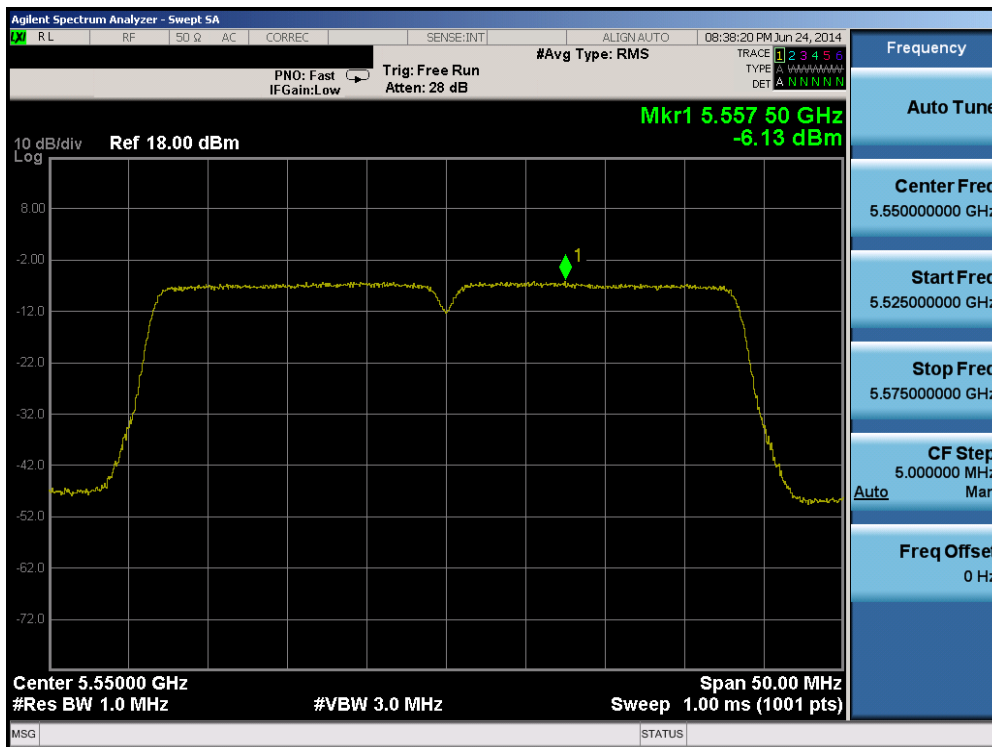 Agilent Spectrum Analyzer - Swept SA
LXI RL RF 50 Ω AC CORREC SENSE:INT ALIGN AUTO 08:38:20 PM Jun 24, 2014
#Avg Type: RMS TRACE 1 2 3 4 5 6
PNO: Fast Trig: Free Run TYPE A WWWWW
IFGain:Low Atten: 28 dB DET A N N N N N
Mkr1 5.557 50 GHz
-6.13 dBm
10 dB/div Ref 18.00 dBm
Log
1
8.00
-2.00
-12.0
-22.0
-32.0
-42.0
-52.0
-62.0
-72.0
Center 5.55000 GHz Span 50.00 MHz
#Res BW 1.0 MHz #VBW 3.0 MHz Sweep 1.00 ms (1001 pts)
MSG STATUS
Frequency
Auto Tune
Center Freq
5.550000000 GHz
Start Freq
5.525000000 GHz
Stop Freq
5.575000000 GHz
CF Step
5.000000 MHz
Auto Man
Freq Offset
0 Hz